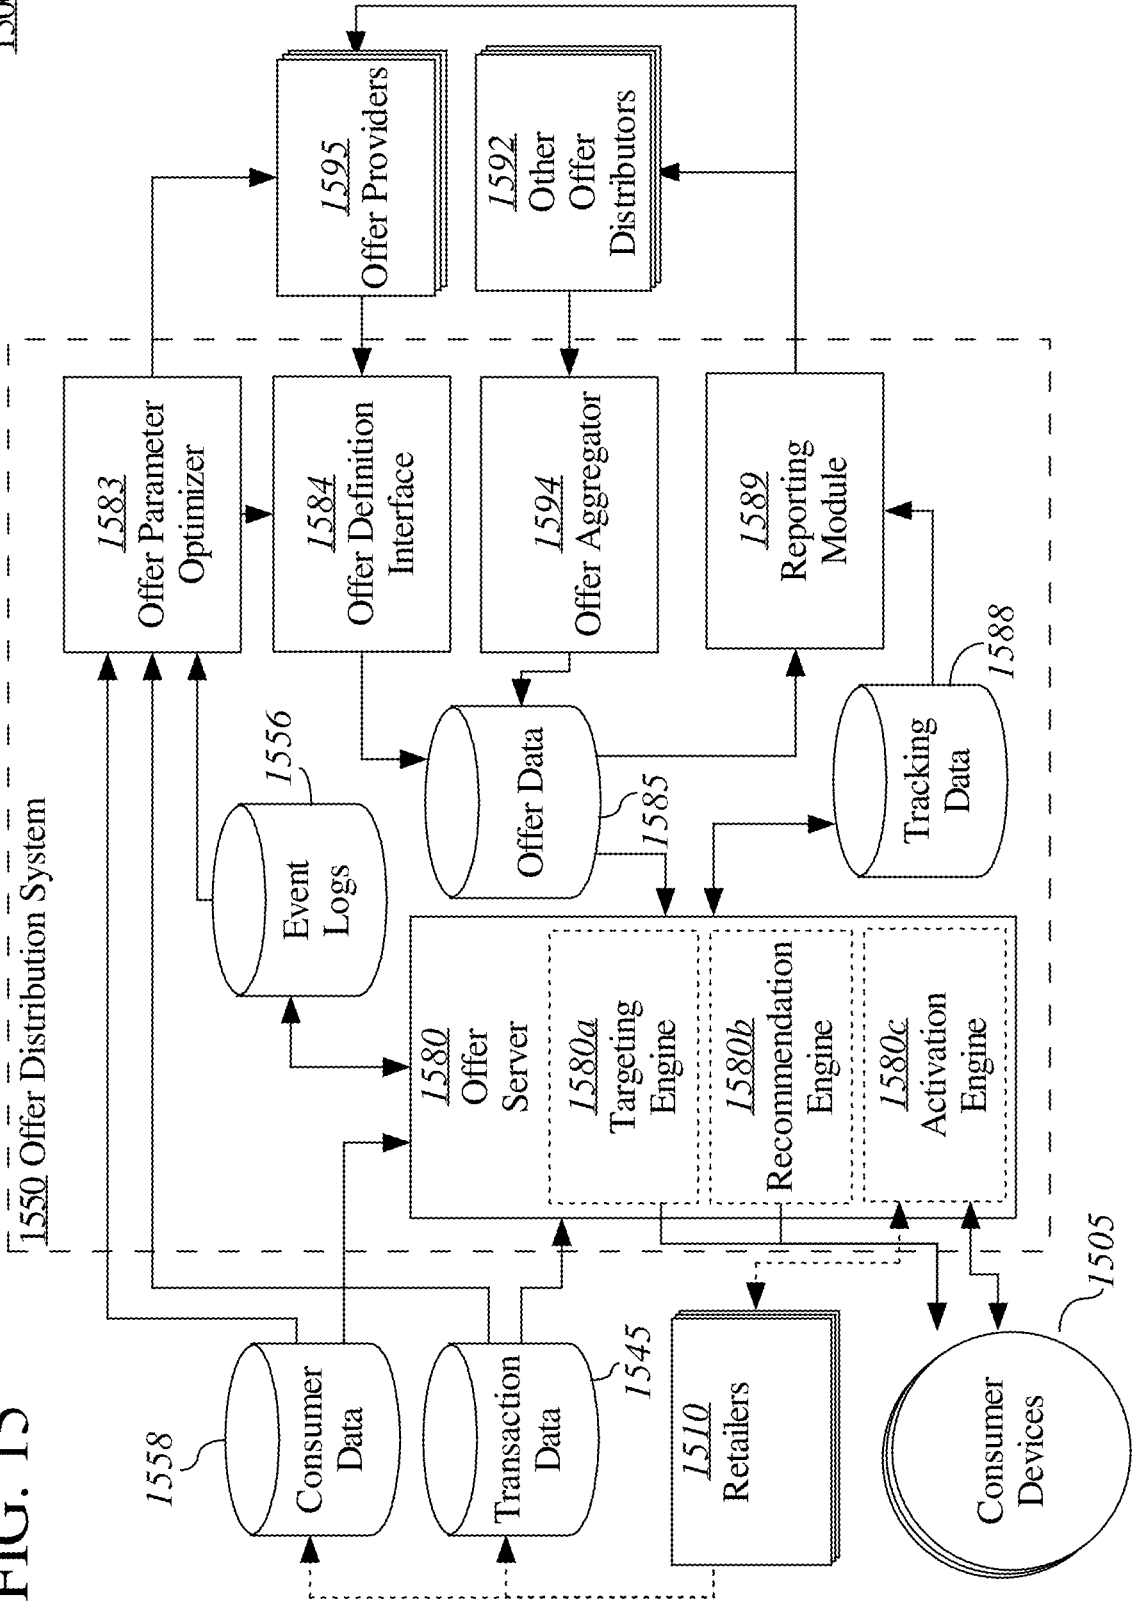 FIG. 15
1550 Offer Distribution System
1558
Consumer
Data
Transaction
Data
1545
1510
Retailers
Consumer
Devices
1505
Event
Logs
1556
1580
Offer
Server
1580a
Targeting
Engine
1580b
Recommendation
Engine
1580c
Activation
Engine
Offer Data
1585
Tracking
Data
1588
1583
Offer Parameter
Optimizer
1584
Offer Definition
Interface
1594
Offer Aggregator
1589
Reporting
Module
1595
Offer Providers
1592
Other
Offer
Distributors